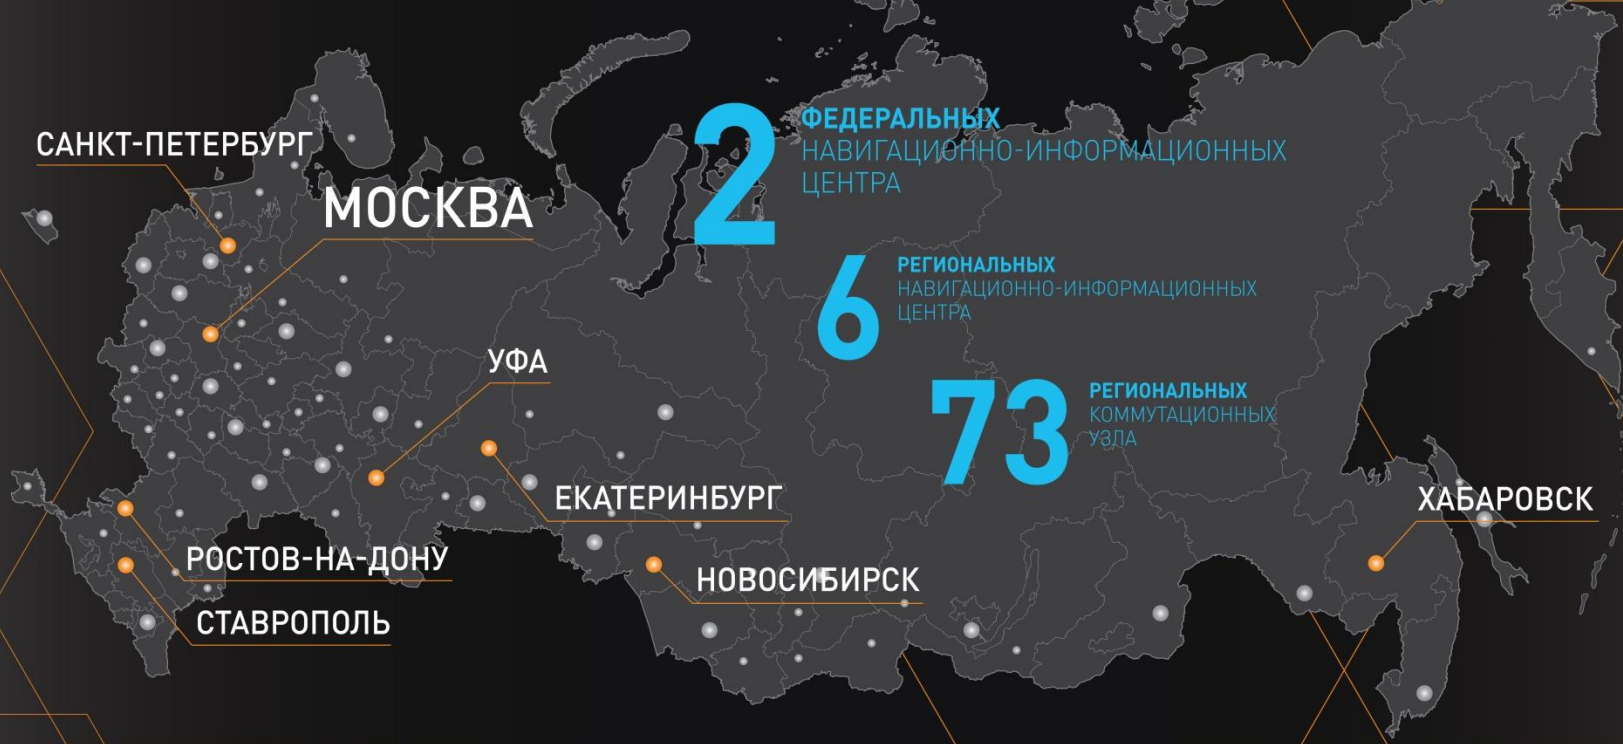 САНКТ-ПЕТЕРБУРГ
МОСКВА
2
ФЕДЕРАЛЬНЫХ
НАВИГАЦИОННО-ИНФОРМАЦИОННЫХ
ЦЕНТРА
6
РЕГИОНАЛЬНЫХ
НАВИГАЦИОННО-ИНФОРМАЦИОННЫХ
ЦЕНТРА
73
РЕГИОНАЛЬНЫХ
КОММУТАЦИОННЫХ
УЗЛА
УФА
ЕКАТЕРИНБУРГ
ХАБАРОВСК
РОСТОВ-НА-ДОНУ
НОВОСИБИРСК
СТАВРОПОЛЬ